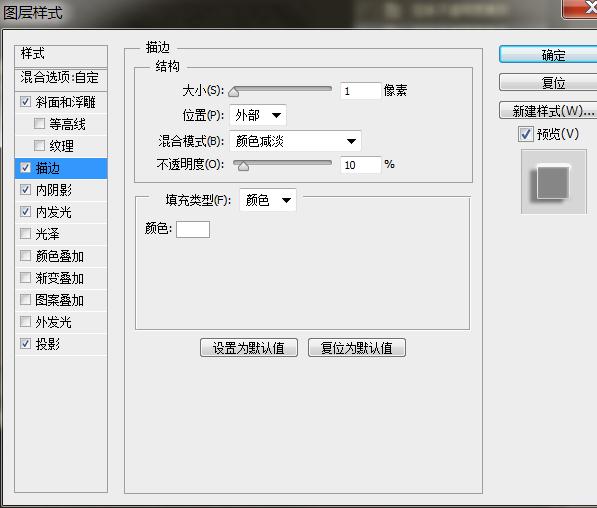 图层样式
样式
混合选项:自定
斜面和浮雕
等高线
纹理
描边
内阴影
内发光
光泽
颜色叠加
渐变叠加
图案叠加
外发光
投影
描边
结构
大小(S): 1 像素
位置(P): 外部
混合模式(B): 颜色减淡
不透明度(O): 10 %
填充类型(F): 颜色
颜色:
设置为默认值 复位为默认值
确定
复位
新建样式(W)...
预览(V)